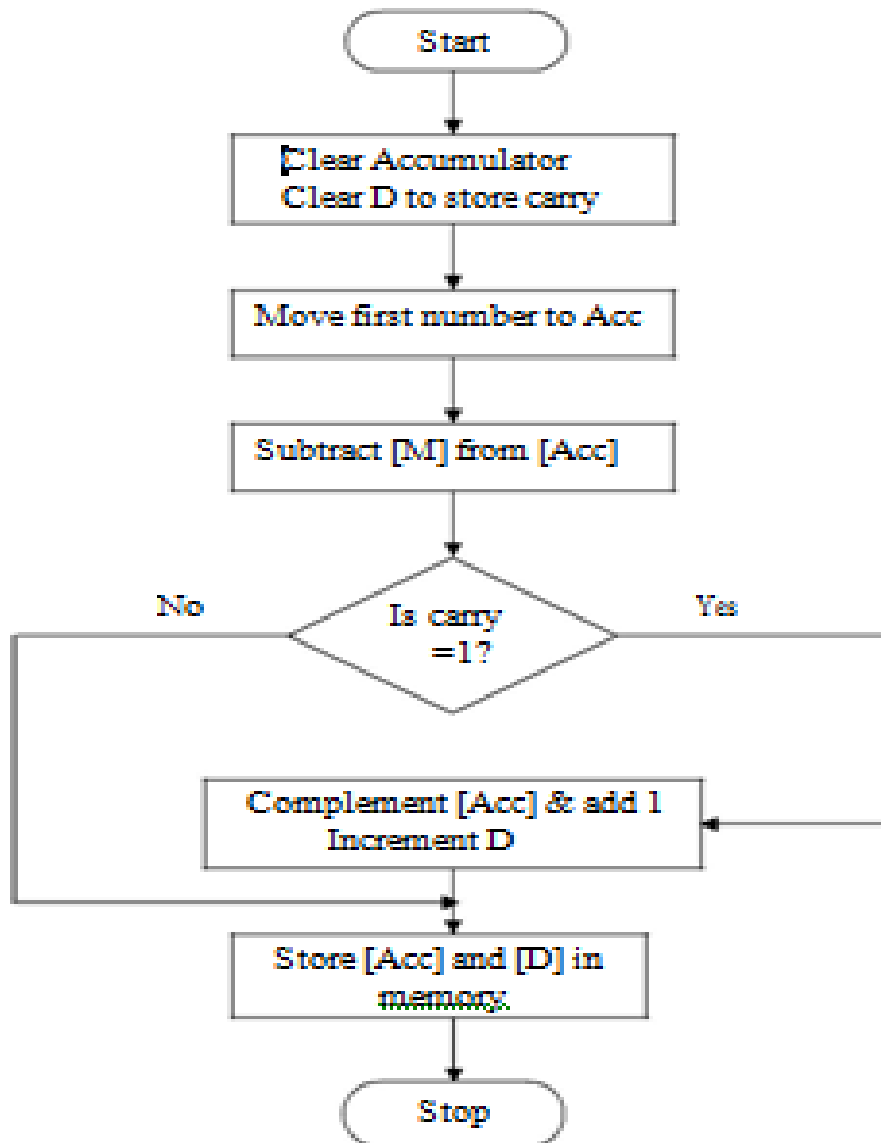 Start
Clear Accumulator
Clear D to store carry
Move first number to Acc
Subtract [M] from [Acc]
No
Is carry
=1?
Yes
Complement [Acc] & add 1
Increment D
Store [Acc] and [D] in
memory.
Stop